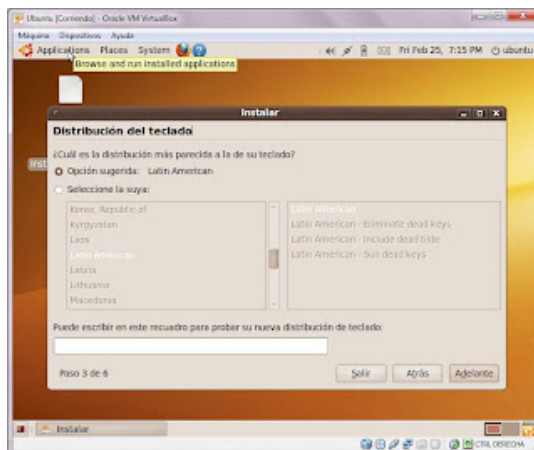 Ubuntu [Corriendo] - Oracle VM VirtualBox
Máquina Dispositivos Ayuda
Applications Places System Fri Feb 25, 7:15 PM ubuntu
Browse and run installed applications
Inst
Instalar
Distribución del teclado
¿Cuál es la distribución más parecida a la de su teclado?
Opción sugerida: Latin American
Seleccione la suya:
Korea, Republic of
Kyrgyzstan
Laos
Latin American
Latvia
Lithuania
Macedonia
Latin American
Latin American - Eliminate dead keys
Latin American - Include dead tilde
Latin American - Sun dead keys
Puede escribir en este recuadro para probar su nueva distribución de teclado:
Paso 3 de 6
Salir Atrás Adelante
Instalar
CTRL DERECHA